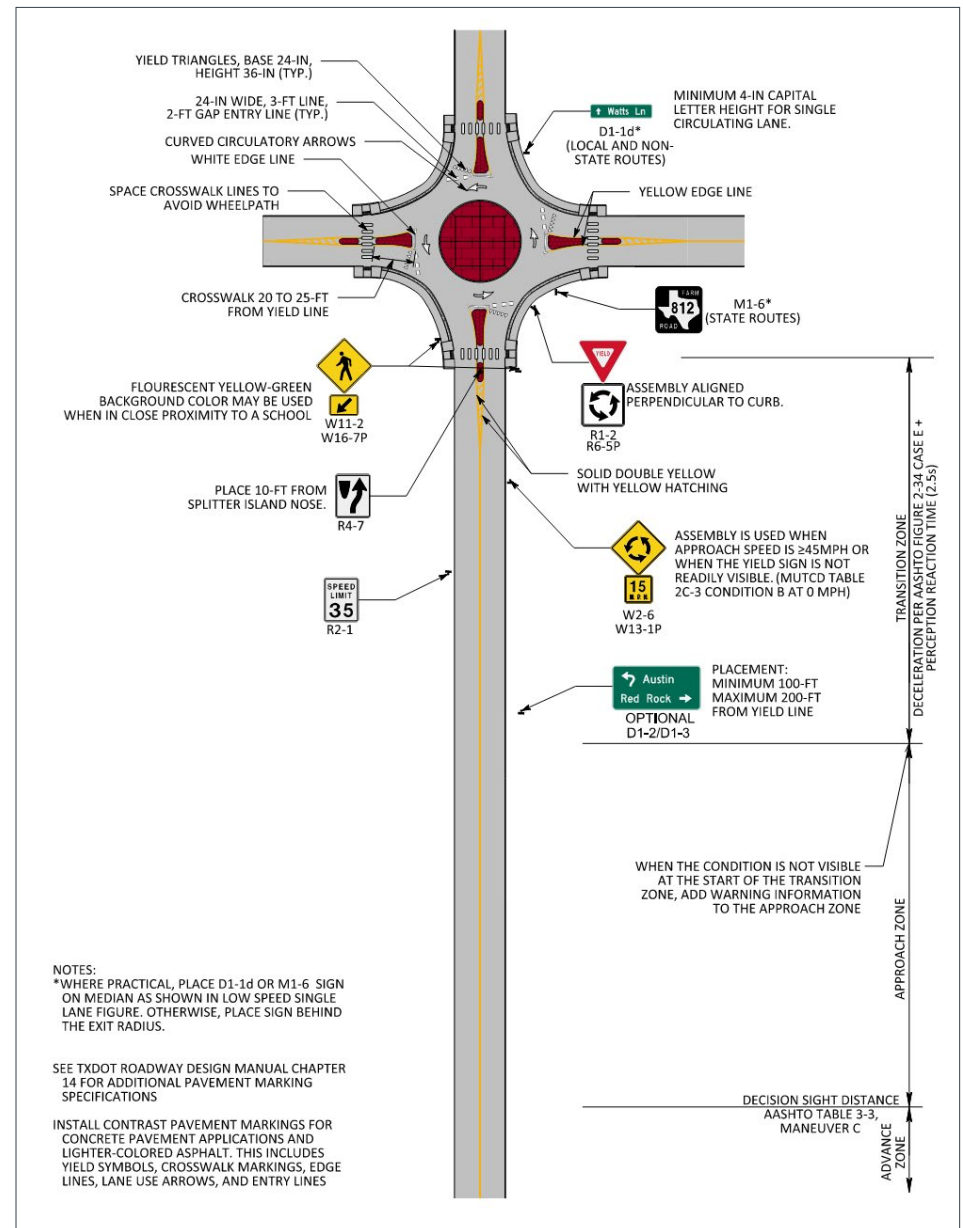 YIELD TRIANGLES, BASE 24-IN,
HEIGHT 36-IN (TYP.)
24-IN WIDE, 3-FT LINE,
2-FT GAP ENTRY LINE (TYP.)
CURVED CIRCULATORY ARROWS
WHITE EDGE LINE
SPACE CROSSWALK LINES TO
AVOID WHEELPATH
↑ Watts Ln
D1-1d*
(LOCAL AND NON-
STATE ROUTES)
MINIMUM 4-IN CAPITAL
LETTER HEIGHT FOR SINGLE
CIRCULATING LANE.
YELLOW EDGE LINE
CROSSWALK 20 TO 25-FT
FROM YIELD LINE
FARM
812
ROAD
M1-6*
(STATE ROUTES)
FLOURESCENT YELLOW-GREEN
BACKGROUND COLOR MAY BE USED
WHEN IN CLOSE PROXIMITY TO A SCHOOL
W11-2
W16-7P
YIELD
ASSEMBLY ALIGNED
PERPENDICULAR TO CURB.
R1-2
R6-5P
SOLID DOUBLE YELLOW
WITH YELLOW HATCHING
PLACE 10-FT FROM
SPLITTER ISLAND NOSE.
R4-7
ASSEMBLY IS USED WHEN
APPROACH SPEED IS ≥45MPH OR
WHEN THE YIELD SIGN IS NOT
READILY VISIBLE. (MUTCD TABLE
2C-3 CONDITION B AT 0 MPH)
15
M.P.H.
W2-6
W13-1P
SPEED
LIMIT
35
R2-1
Austin
Red Rock →
OPTIONAL
D1-2/D1-3
PLACEMENT:
MINIMUM 100-FT
MAXIMUM 200-FT
FROM YIELD LINE
TRANSITION ZONE
DECELERATION PER AASHTO FIGURE 2-34 CASE E +
PERCEPTION REACTION TIME (2.5s)
WHEN THE CONDITION IS NOT VISIBLE
AT THE START OF THE TRANSITION
ZONE, ADD WARNING INFORMATION
TO THE APPROACH ZONE
APPROACH ZONE
DECISION SIGHT DISTANCE
AASHTO TABLE 3-3,
MANEUVER C
ADVANCE
ZONE
NOTES:
*WHERE PRACTICAL, PLACE D1-1d OR M1-6 SIGN
ON MEDIAN AS SHOWN IN LOW SPEED SINGLE
LANE FIGURE. OTHERWISE, PLACE SIGN BEHIND
THE EXIT RADIUS.
SEE TXDOT ROADWAY DESIGN MANUAL CHAPTER
14 FOR ADDITIONAL PAVEMENT MARKING
SPECIFICATIONS
INSTALL CONTRAST PAVEMENT MARKINGS FOR
CONCRETE PAVEMENT APPLICATIONS AND
LIGHTER-COLORED ASPHALT. THIS INCLUDES
YIELD SYMBOLS, CROSSWALK MARKINGS, EDGE
LINES, LANE USE ARROWS, AND ENTRY LINES